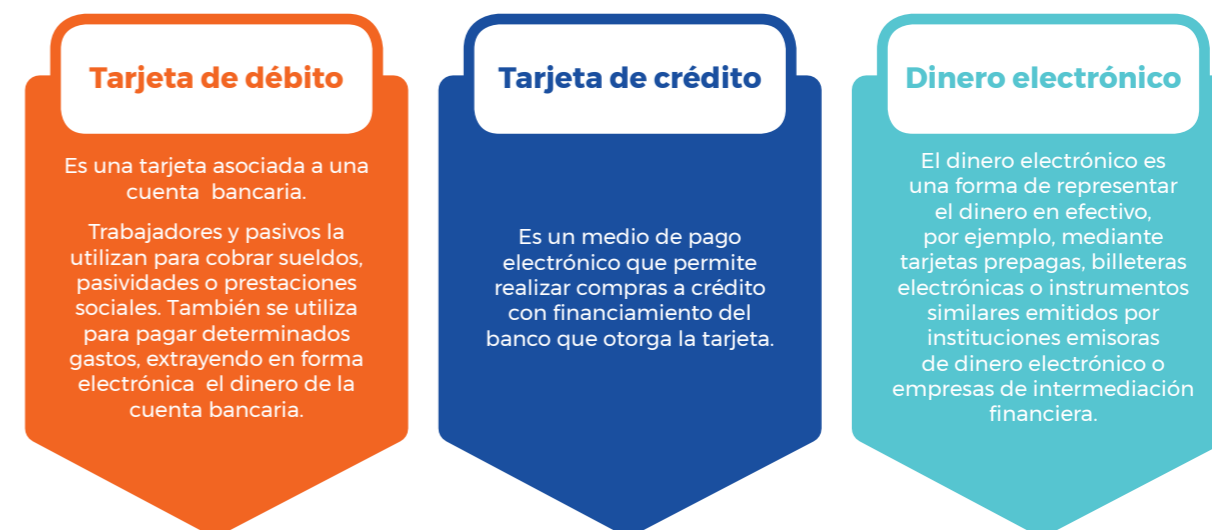 Tarjeta de débito
Es una tarjeta asociada a una
cuenta bancaria.
Trabajadores y pasivos la
utilizan para cobrar sueldos,
pasividades o prestaciones
sociales. También se utiliza
para pagar determinados
gastos, extrayendo en forma
electrónica el dinero de la
cuenta bancaria.
Tarjeta de crédito
Es un medio de pago
electrónico que permite
realizar compras a crédito
con financiamiento del
banco que otorga la tarjeta.
Dinero electrónico
El dinero electrónico es
una forma de representar
el dinero en efectivo,
por ejemplo, mediante
tarjetas prepagas, billeteras
electrónicas o instrumentos
similares emitidos por
instituciones emisoras
de dinero electrónico o
empresas de intermediación
financiera.